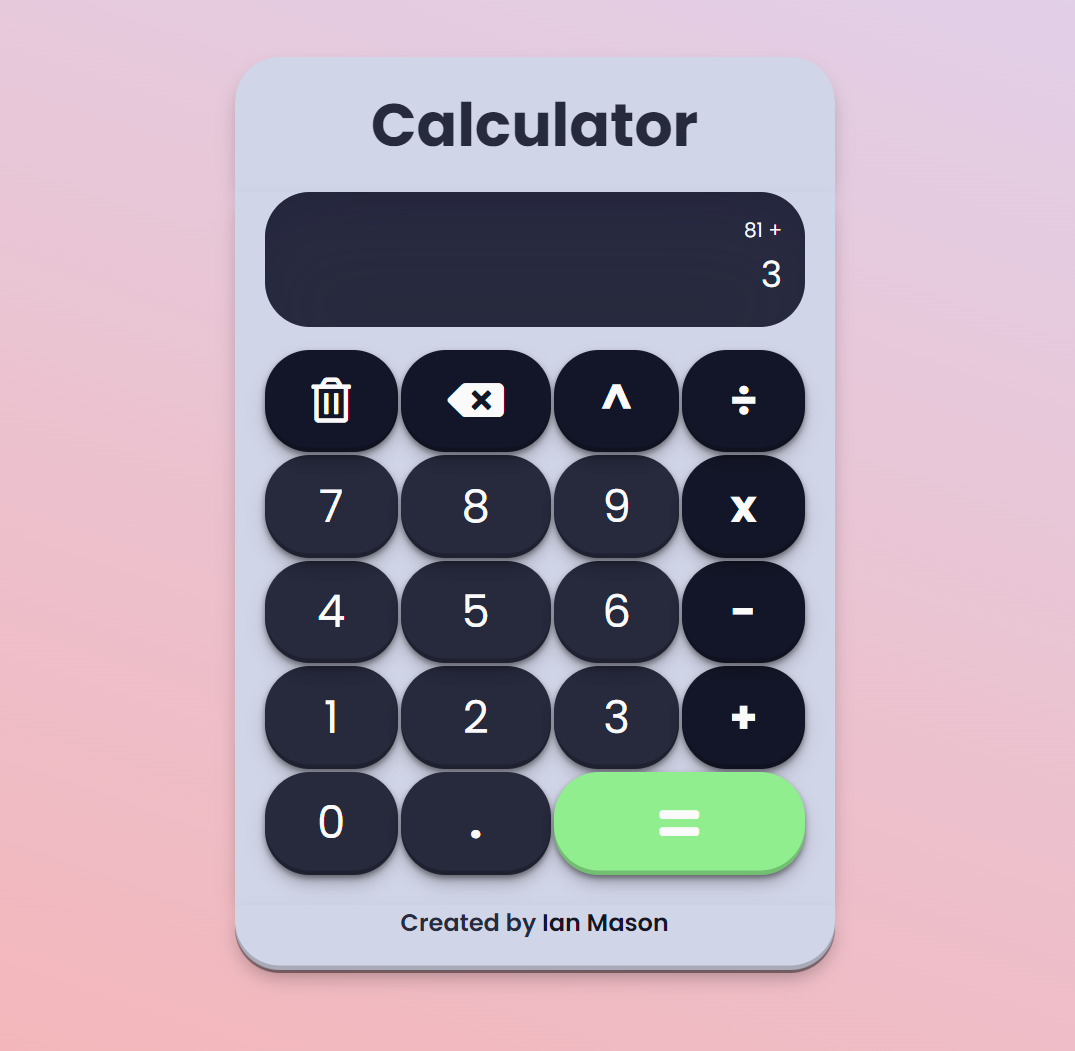 Calculator
81 +
3
^ ÷
7 8 9 x
4 5 6 -
1 2 3 +
0 . =
Created by Ian Mason